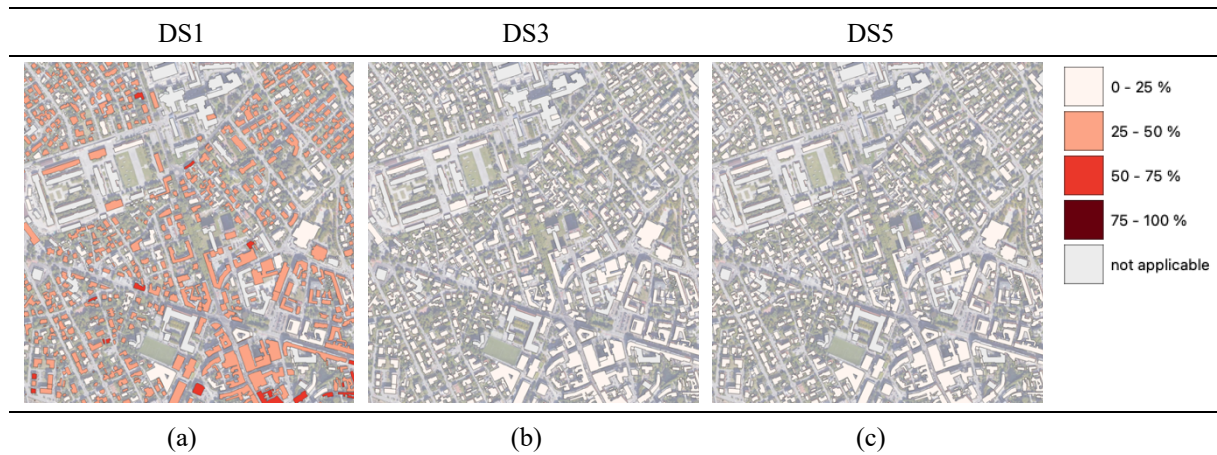 DS1 DS3 DS5
0 - 25 %
25 - 50 %
50 - 75 %
75 - 100 %
not applicable
(a) (b) (c)